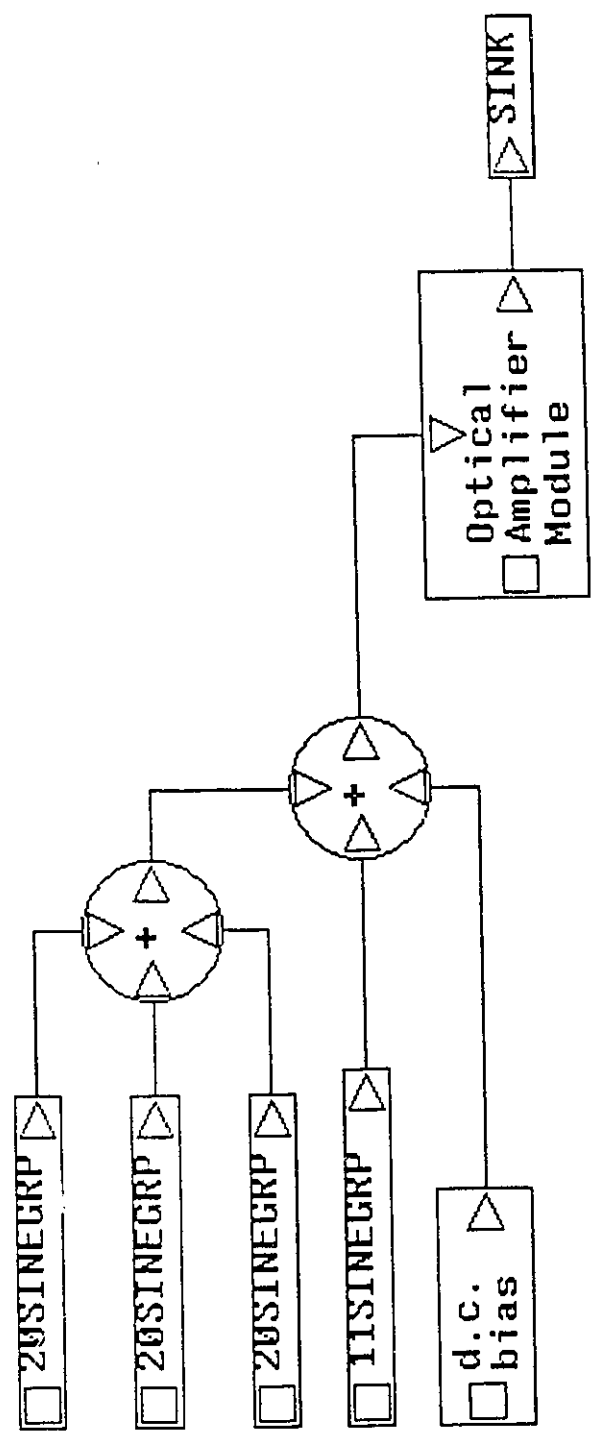 20SINEGRP
20SINEGRP
+
20SINEGRP
11SINEGRP
+
d.c.
bias
Optical
Amplifier
Module
SINK